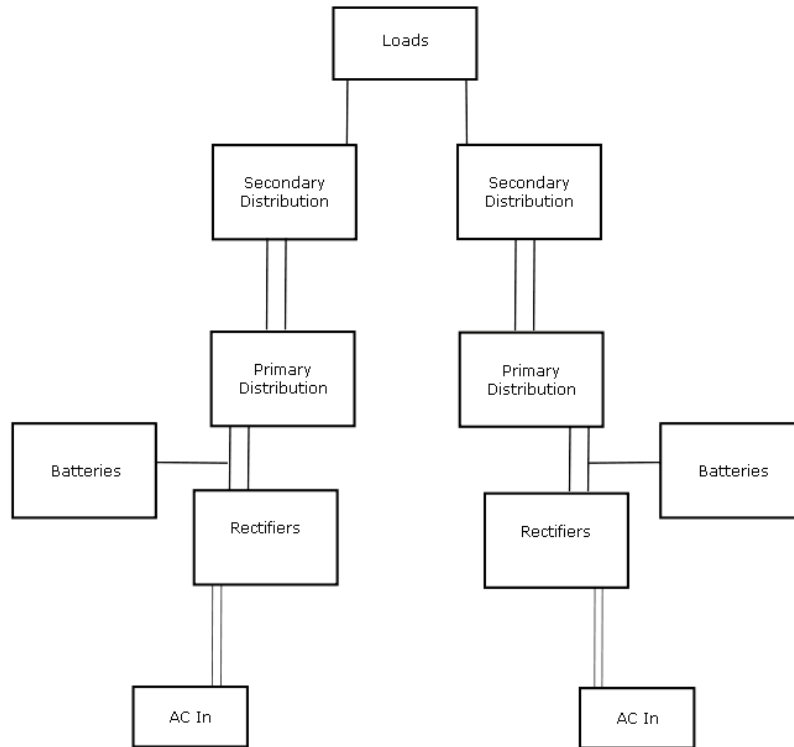 Loads
Secondary
Distribution
Secondary
Distribution
Primary
Distribution
Primary
Distribution
Batteries
Batteries
Rectifiers
Rectifiers
AC In
AC In